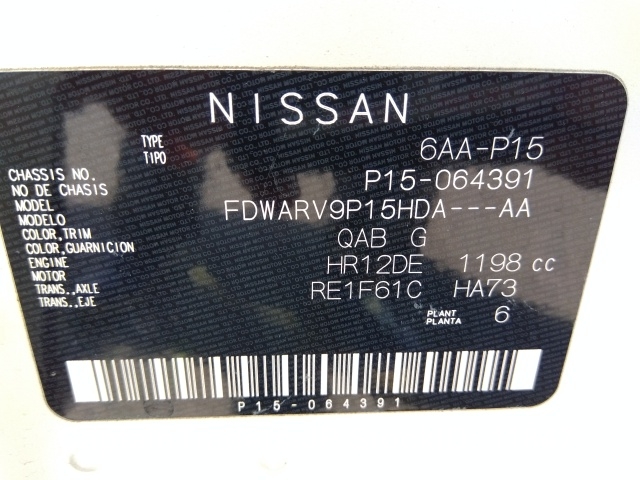 NISSAN
TYPE
TIPO 6AA-P15
CHASSIS NO.
NO DE CHASSIS P15-064391
MODEL
MODELO FDWARV9P15HDA---AA
COLOR,TRIM
COLOR,GUARNICION QAB G
ENGINE
MOTOR HR12DE 1198 cc
TRANS.,AXLE
TRANS.,EJE RE1F61C HA73
PLANT
PLANTA 6
P15-064391